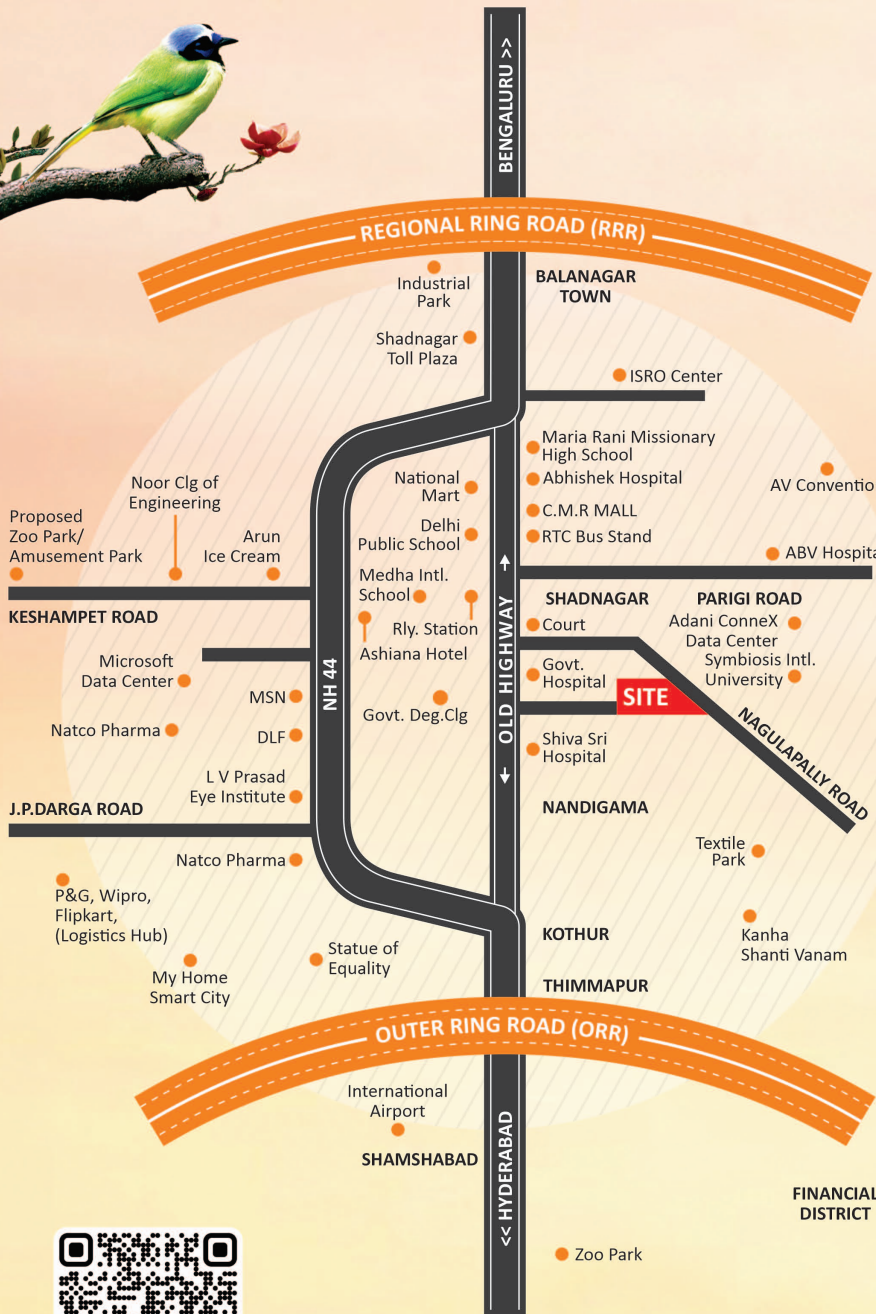 BENGALURU >>
REGIONAL RING ROAD (RRR)
Industrial
Park
BALANAGAR
TOWN
Shadnagar
Toll Plaza
ISRO Center
Maria Rani Missionary
High School
National
Mart
Abhishek Hospital
AV Conventio
Noor Clg of
Engineering
C.M.R MALL
Proposed
Zoo Park/
Amusement Park
Arun
Ice Cream
Delhi
Public School
RTC Bus Stand
ABV Hospita
Medha Intl.
School
KESHAMPET ROAD
SHADNAGAR
PARIGI ROAD
Rly. Station
Court
Adani ConneX
Data Center
Ashiana Hotel
Microsoft
Data Center
Govt.
Hospital
Symbiosis Intl.
University
NH 44
OLD HIGHWAY
MSN
SITE
Govt. Deg.Clg
Natco Pharma
DLF
Shiva Sri
Hospital
NAGULAPALLY ROAD
L V Prasad
Eye Institute
J.P.DARGA ROAD
NANDIGAMA
Natco Pharma
Textile
Park
P&G, Wipro,
Flipkart,
(Logistics Hub)
KOTHUR
Kanha
Shanti Vanam
Statue of
Equality
My Home
Smart City
THIMMAPUR
OUTER RING ROAD (ORR)
International
Airport
SHAMSHABAD
<< HYDERABAD
FINANCIAL
DISTRICT
Zoo Park